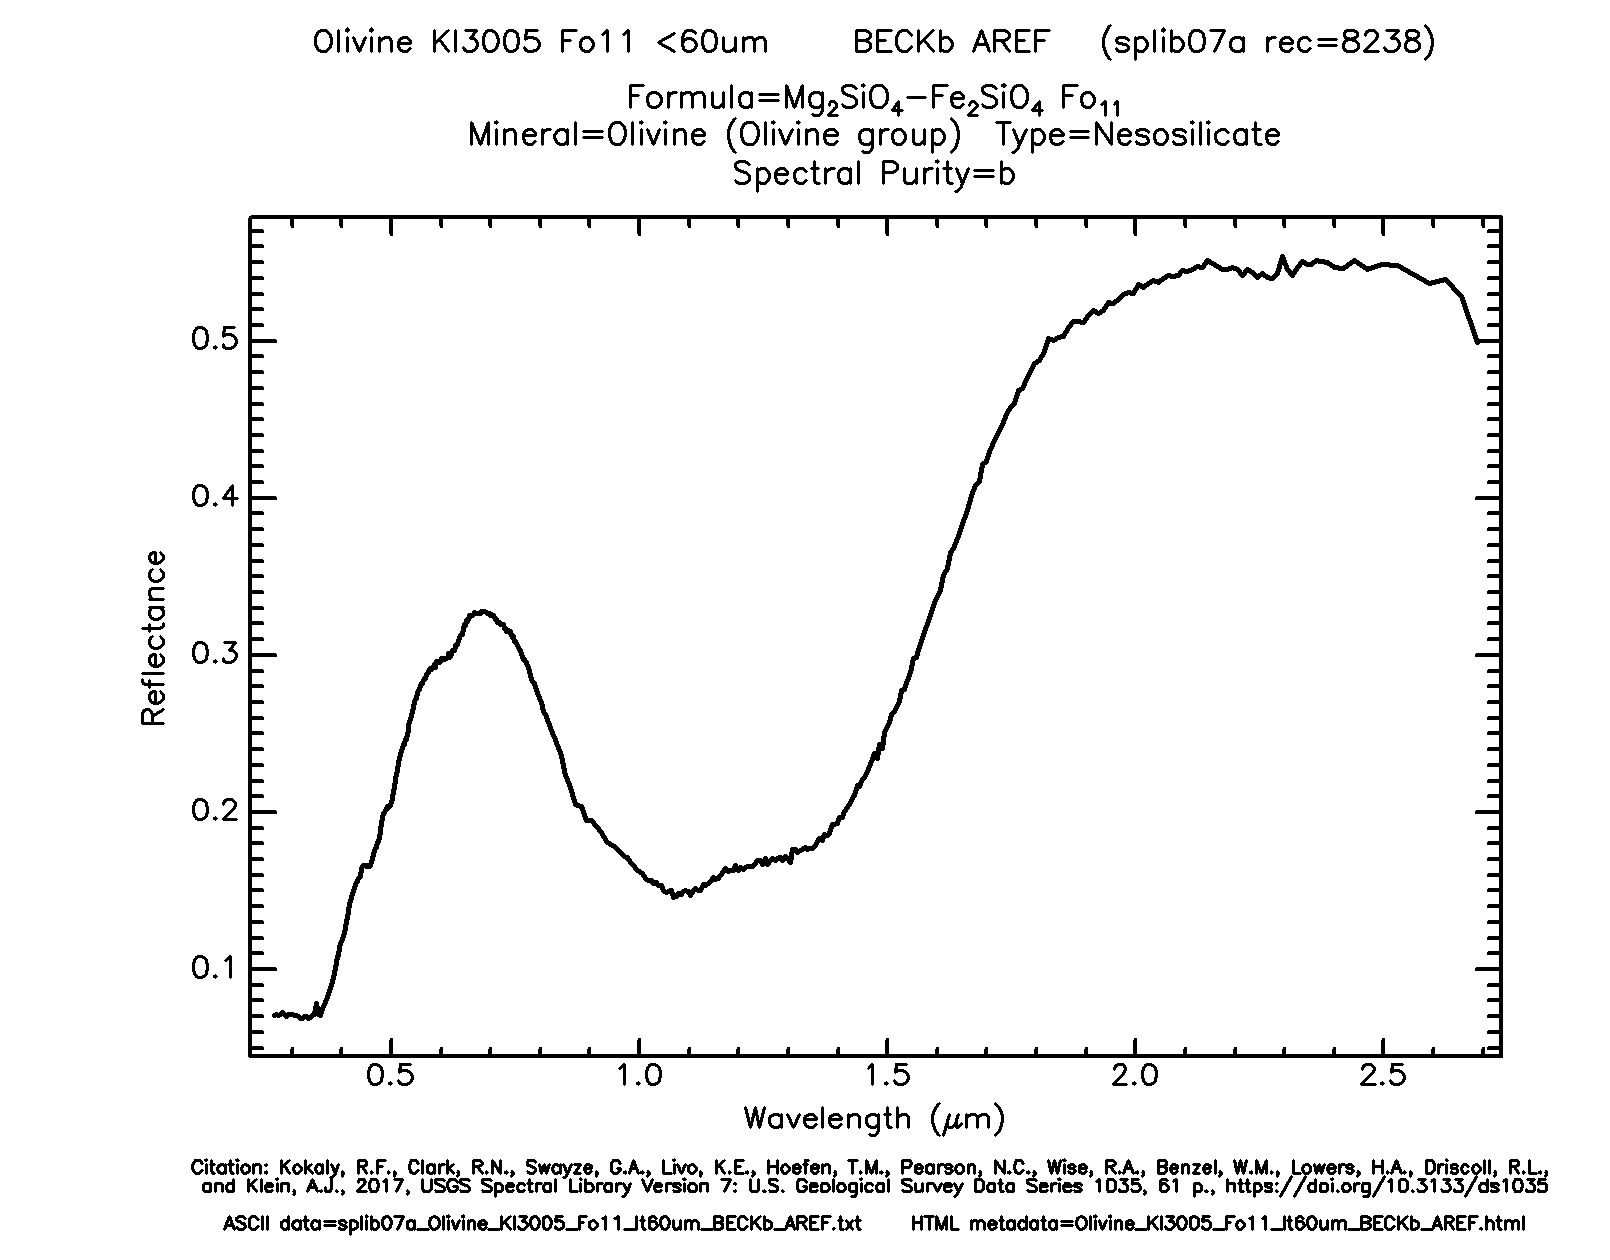 Olivine KI3005 Fo11 <60um BECKb AREF (splib07a rec=8238)
Formula=Mg₂SiO₄−Fe₂SiO₄ Fo₁₁
Mineral=Olivine (Olivine group) Type=Nesosilicate
Spectral Purity=b
0.5
0.4
0.3
0.2
0.1
Reflectance
0.5 1.0 1.5 2.0 2.5
Wavelength (μm)
Citation: Kokaly, R.F., Clark, R.N., Swayze, G.A., Livo, K.E., Hoefen, T.M., Pearson, N.C., Wise, R.A., Benzel, W.M., Lowers, H.A., Driscoll, R.L.,
and Klein, A.J., 2017, USGS Spectral Library Version 7: U.S. Geological Survey Data Series 1035, 61 p., https://doi.org/10.3133/ds1035
ASCII data=splib07a_Olivine_KI3005_Fo11_lt60um_BECKb_AREF.txt HTML metadata=Olivine_KI3005_Fo11_lt60um_BECKb_AREF.html